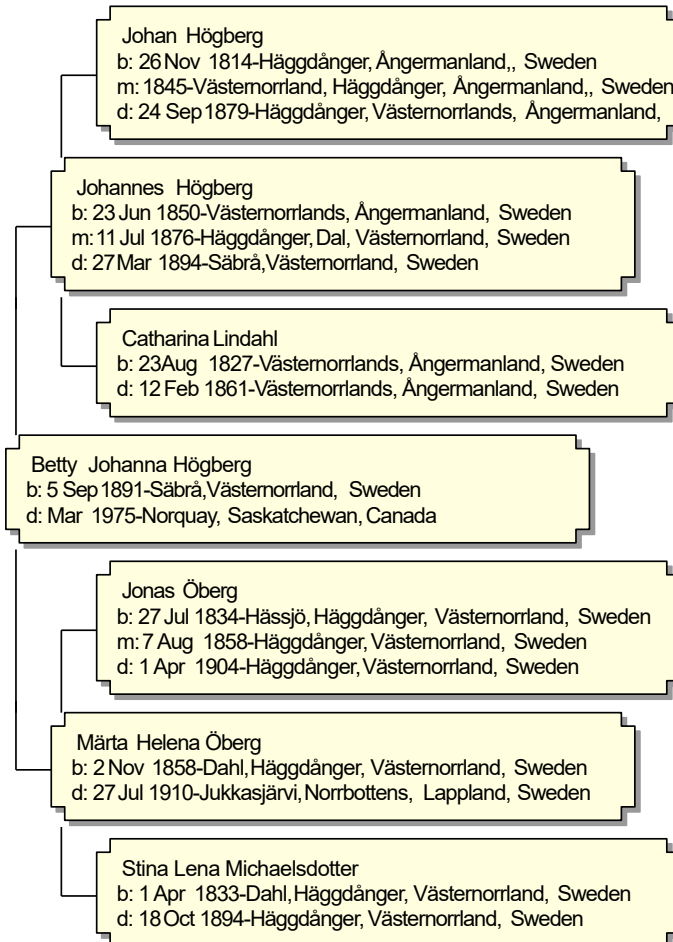 Johan Högberg
b: 26 Nov 1814-Häggdånger, Ångermanland,, Sweden
m: 1845-Västernorrland, Häggdånger, Ångermanland,, Sweden
d: 24 Sep 1879-Häggdånger, Västernorrlands, Ångermanland,
Johannes Högberg
b: 23 Jun 1850-Västernorrlands, Ångermanland, Sweden
m: 11 Jul 1876-Häggdånger, Dal, Västernorrland, Sweden
d: 27 Mar 1894-Säbrå, Västernorrland, Sweden
Catharina Lindahl
b: 23 Aug 1827-Västernorrlands, Ångermanland, Sweden
d: 12 Feb 1861-Västernorrlands, Ångermanland, Sweden
Betty Johanna Högberg
b: 5 Sep 1891-Säbrå, Västernorrland, Sweden
d: Mar 1975-Norquay, Saskatchewan, Canada
Jonas Öberg
b: 27 Jul 1834-Hässjö, Häggdånger, Västernorrland, Sweden
m: 7 Aug 1858-Häggdånger, Västernorrland, Sweden
d: 1 Apr 1904-Häggdånger, Västernorrland, Sweden
Märta Helena Öberg
b: 2 Nov 1858-Dahl, Häggdånger, Västernorrland, Sweden
d: 27 Jul 1910-Jukkasjärvi, Norrbottens, Lappland, Sweden
Stina Lena Michaelsdotter
b: 1 Apr 1833-Dahl, Häggdånger, Västernorrland, Sweden
d: 18 Oct 1894-Häggdånger, Västernorrland, Sweden